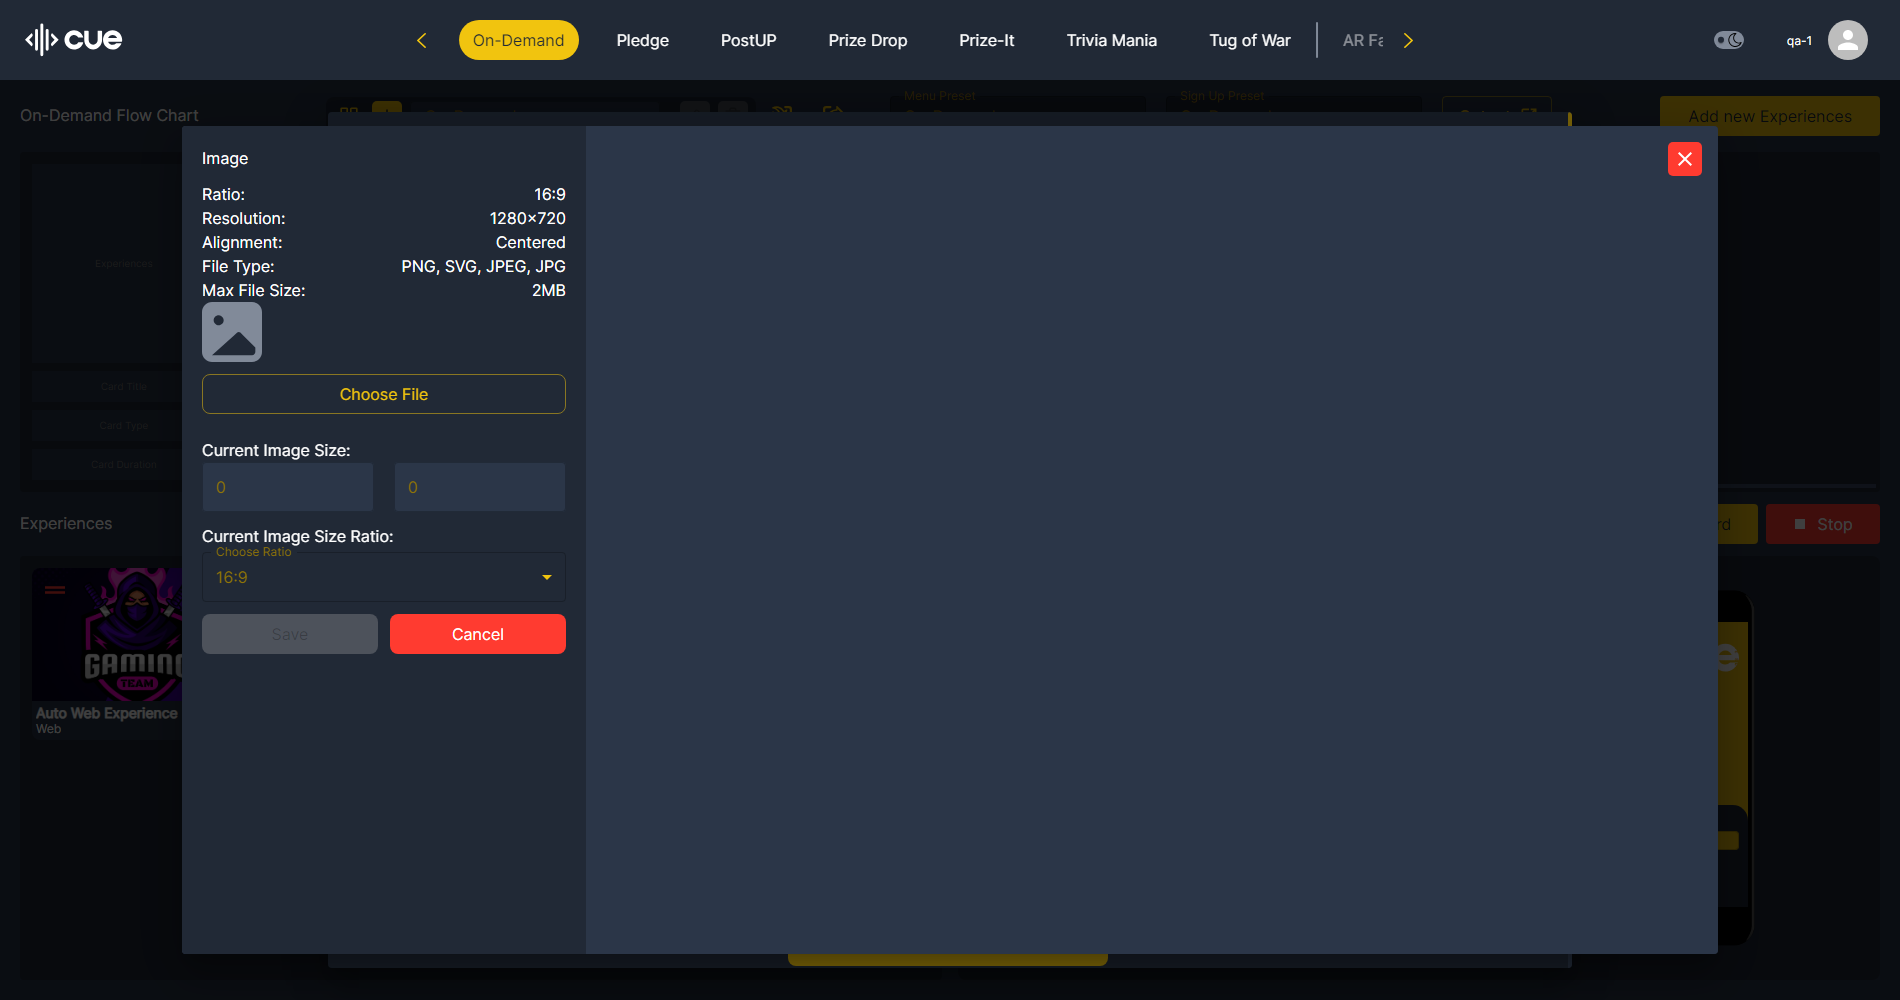 cue
On-Demand
Pledge
PostUP
Prize Drop
Prize-It
Trivia Mania
Tug of War
AR Fa
qa-1
On-Demand Flow Chart
Menu Preset
Sign Up Preset
Add new Experiences
Image
Ratio: 16:9
Resolution: 1280×720
Alignment: Centered
File Type: PNG, SVG, JPEG, JPG
Max File Size: 2MB
Choose File
Current Image Size:
0 0
Current Image Size Ratio:
Choose Ratio
16:9
Save Cancel
Experiences
Card Title
Card Type
Card Duration
Experiences
rd
Stop
GAMING
TEAM
Auto Web Experience
Web
e